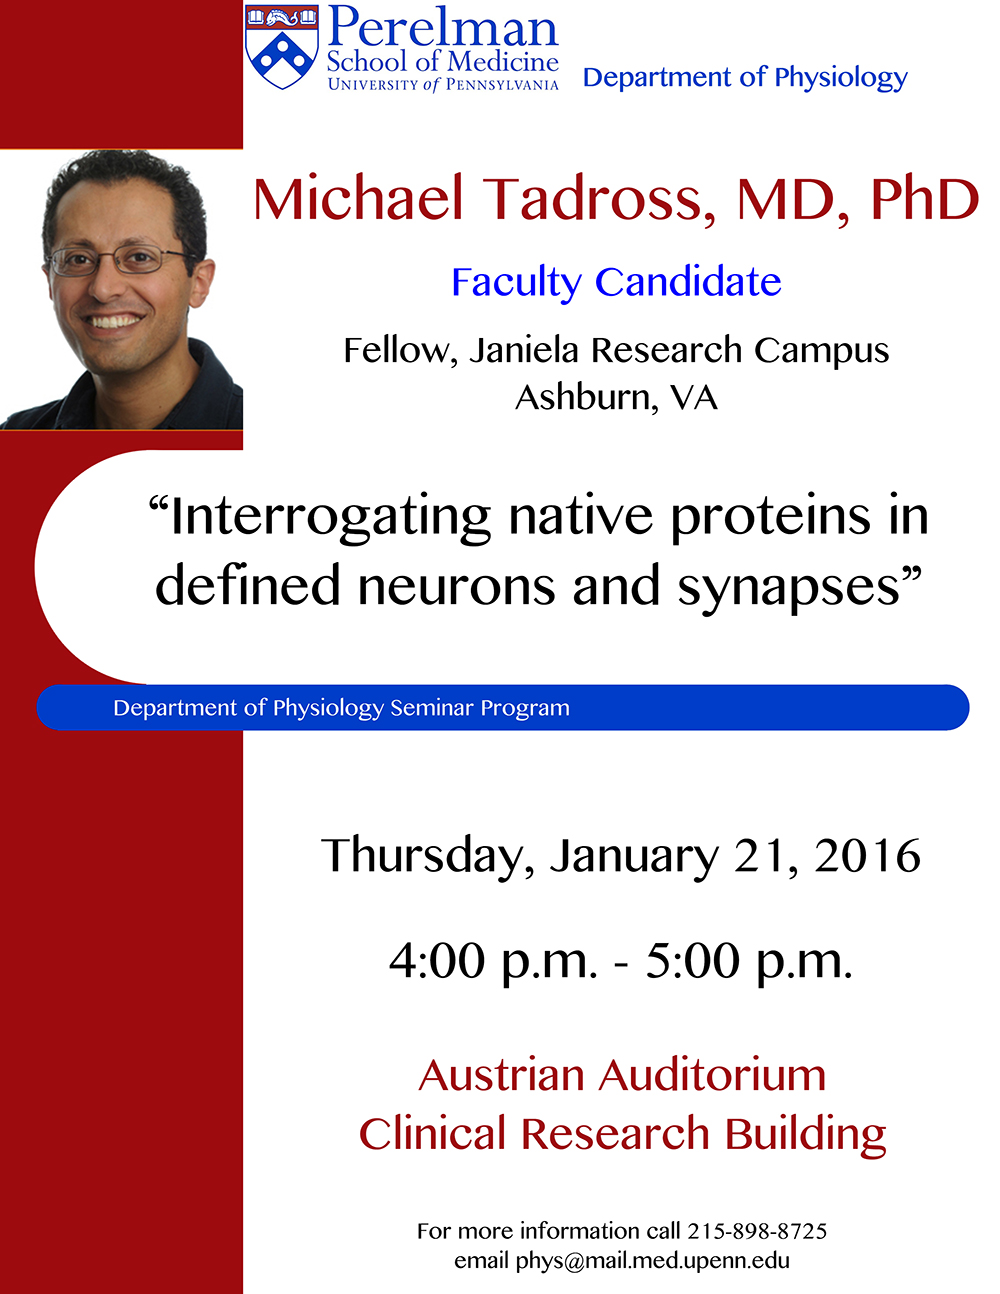 Perelman
School of Medicine
UNIVERSITY of PENNSYLVANIA
Department of Physiology
Michael Tadross, MD, PhD
Faculty Candidate
Fellow, Janiela Research Campus
Ashburn, VA
“Interrogating native proteins in
defined neurons and synapses”
Department of Physiology Seminar Program
Thursday, January 21, 2016
4:00 p.m. - 5:00 p.m.
Austrian Auditorium
Clinical Research Building
For more information call 215-898-8725
email phys@mail.med.upenn.edu